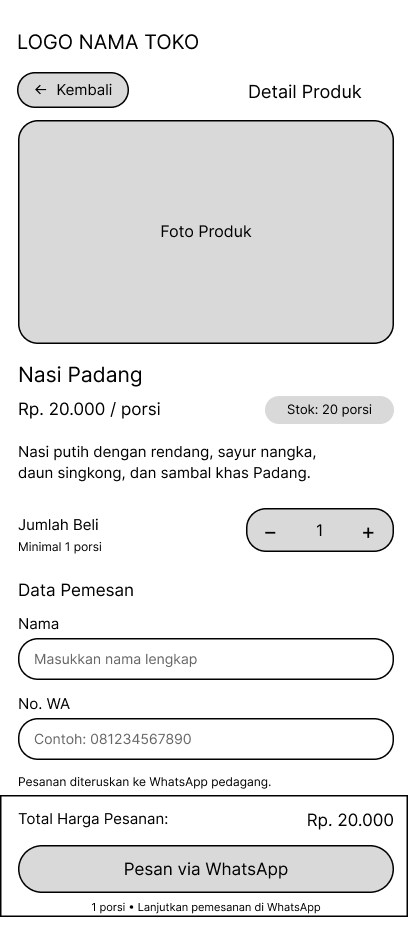 LOGO NAMA TOKO
← Kembali
Detail Produk
Foto Produk
Nasi Padang
Rp. 20.000 / porsi
Stok: 20 porsi
Nasi putih dengan rendang, sayur nangka,
daun singkong, dan sambal khas Padang.
Jumlah Beli
Minimal 1 porsi
− 1 +
Data Pemesan
Nama
Masukkan nama lengkap
No. WA
Contoh: 081234567890
Pesanan diteruskan ke WhatsApp pedagang.
Total Harga Pesanan:
Rp. 20.000
Pesan via WhatsApp
1 porsi • Lanjutkan pemesanan di WhatsApp